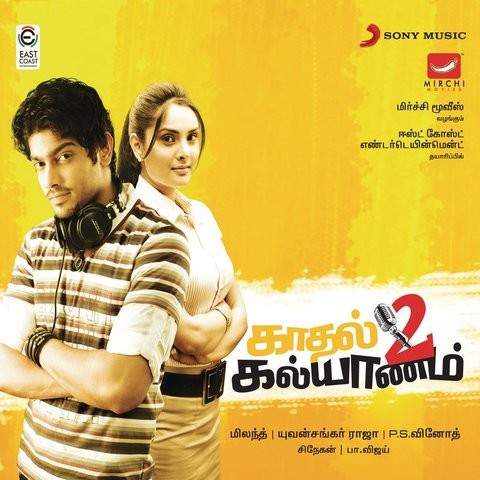 EAST
COAST
SONY MUSIC
MIRCHI
MOVIES
மிர்ச்சி மூவீஸ்
வழங்கும்
ஈஸ்ட் கோஸ்ட்
எண்டர்டெயின்மென்ட்
தயாரிப்பில்
காதல் 2
கல்யாணம்
மிலந்த் | யுவன்சங்கர் ராஜா | P.S.வினோத்
சிநேகன் | பா.விஜய்